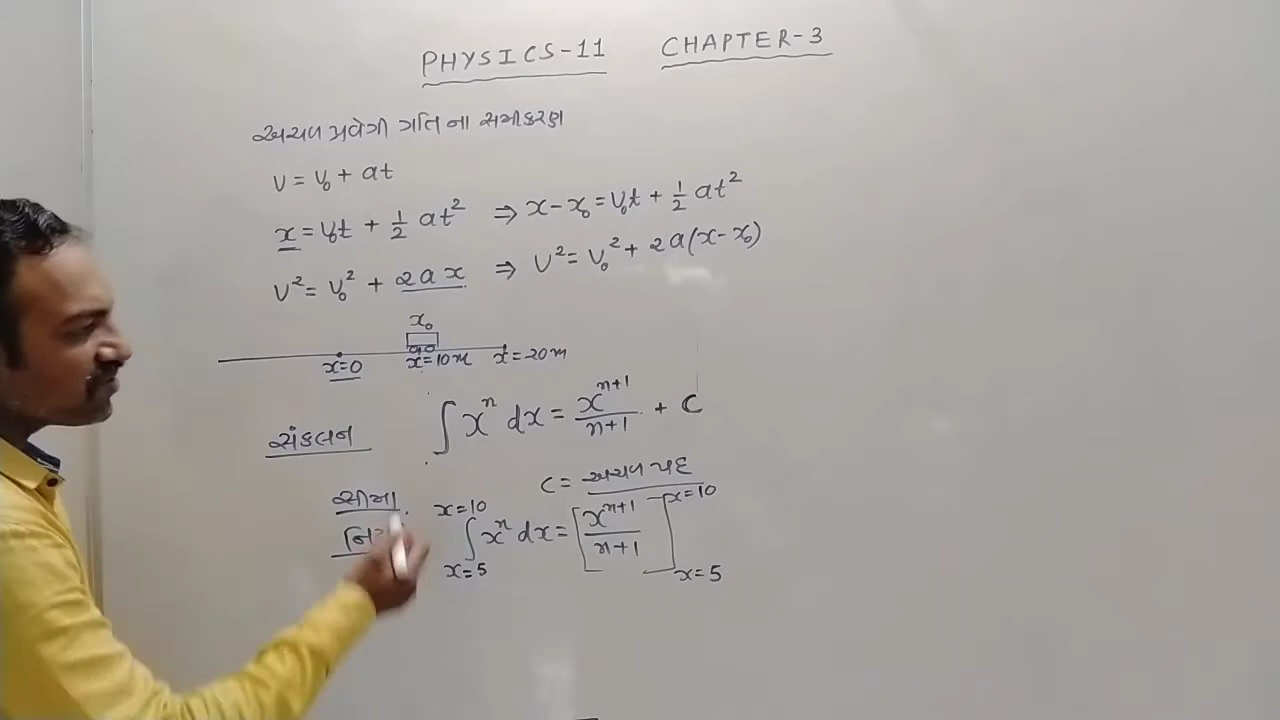 PHYSICS-11 CHAPTER-3
અચળ પ્રવેગી ગતિ ના સમીકરણ
v = v₀ + at
x = v₀t + 1/2 at² ⇒ x - x₀ = v₀t + 1/2 at²
v² = v₀² + 2ax ⇒ v² = v₀² + 2a(x - x₀)
x₀
x=0 x=10m x=20m
સંકલન ∫ xⁿ dx = xⁿ⁺¹/n+1 + C
C = અચળ પદ
સીમા x=10 ∫ x=5 xⁿ dx = [xⁿ⁺¹/n+1] x=10 x=5